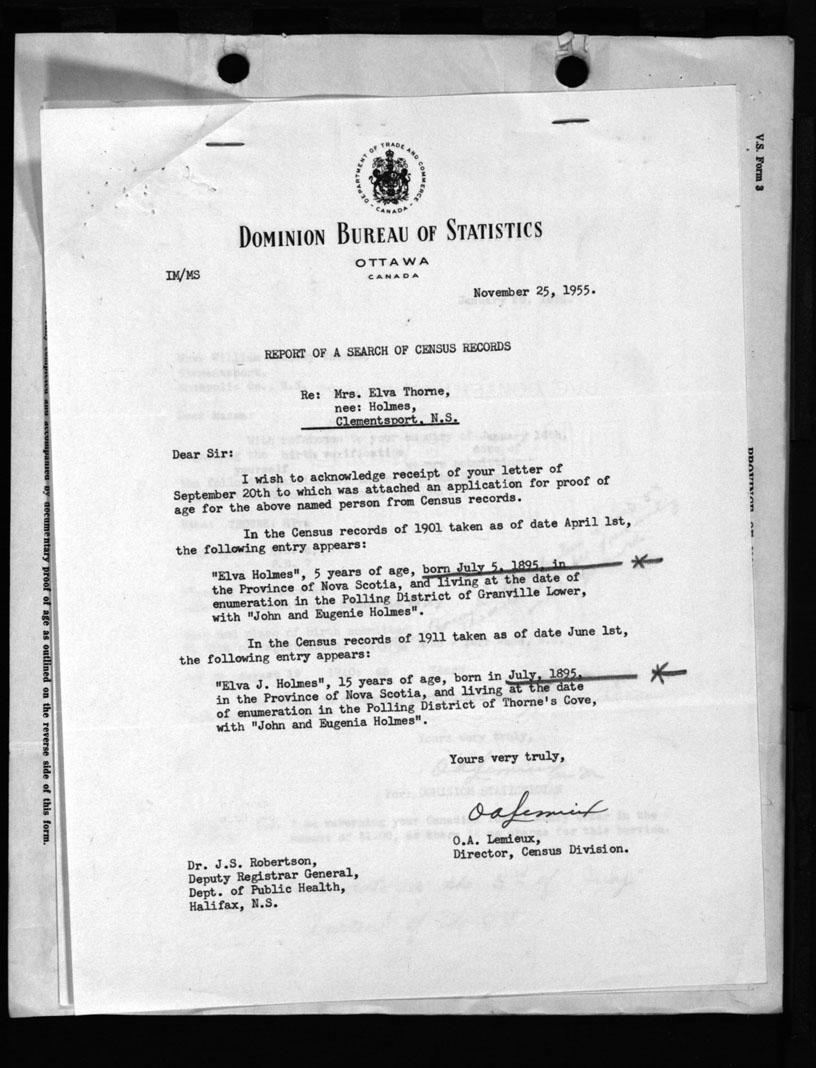 V.S. Form 3
DEPARTMENT OF TRADE AND COMMERCE
- CANADA -
DOMINION BUREAU OF STATISTICS
OTTAWA
CANADA
IM/MS
November 25, 1955.
REPORT OF A SEARCH OF CENSUS RECORDS
Re: Mrs. Elva Thorne,
nee: Holmes,
Clementsport, N.S.
Dear Sir:
I wish to acknowledge receipt of your letter of
September 20th to which was attached an application for proof of
age for the above named person from Census records.
In the Census records of 1901 taken as of date April 1st,
the following entry appears:
"Elva Holmes", 5 years of age, born July 5, 1895, in
the Province of Nova Scotia, and living at the date of
enumeration in the Polling District of Granville Lower,
with "John and Eugenie Holmes".
In the Census records of 1911 taken as of date June 1st,
the following entry appears:
"Elva J. Holmes", 15 years of age, born in July, 1895,
in the Province of Nova Scotia, and living at the date
of enumeration in the Polling District of Thorne's Cove,
with "John and Eugenia Holmes".
Yours very truly,
O A Lemieux
O.A. Lemieux,
Director, Census Division.
Dr. J.S. Robertson,
Deputy Registrar General,
Dept. of Public Health,
Halifax, N.S.
and accompanied by documentary proof of age as outlined on the reverse side of this form.